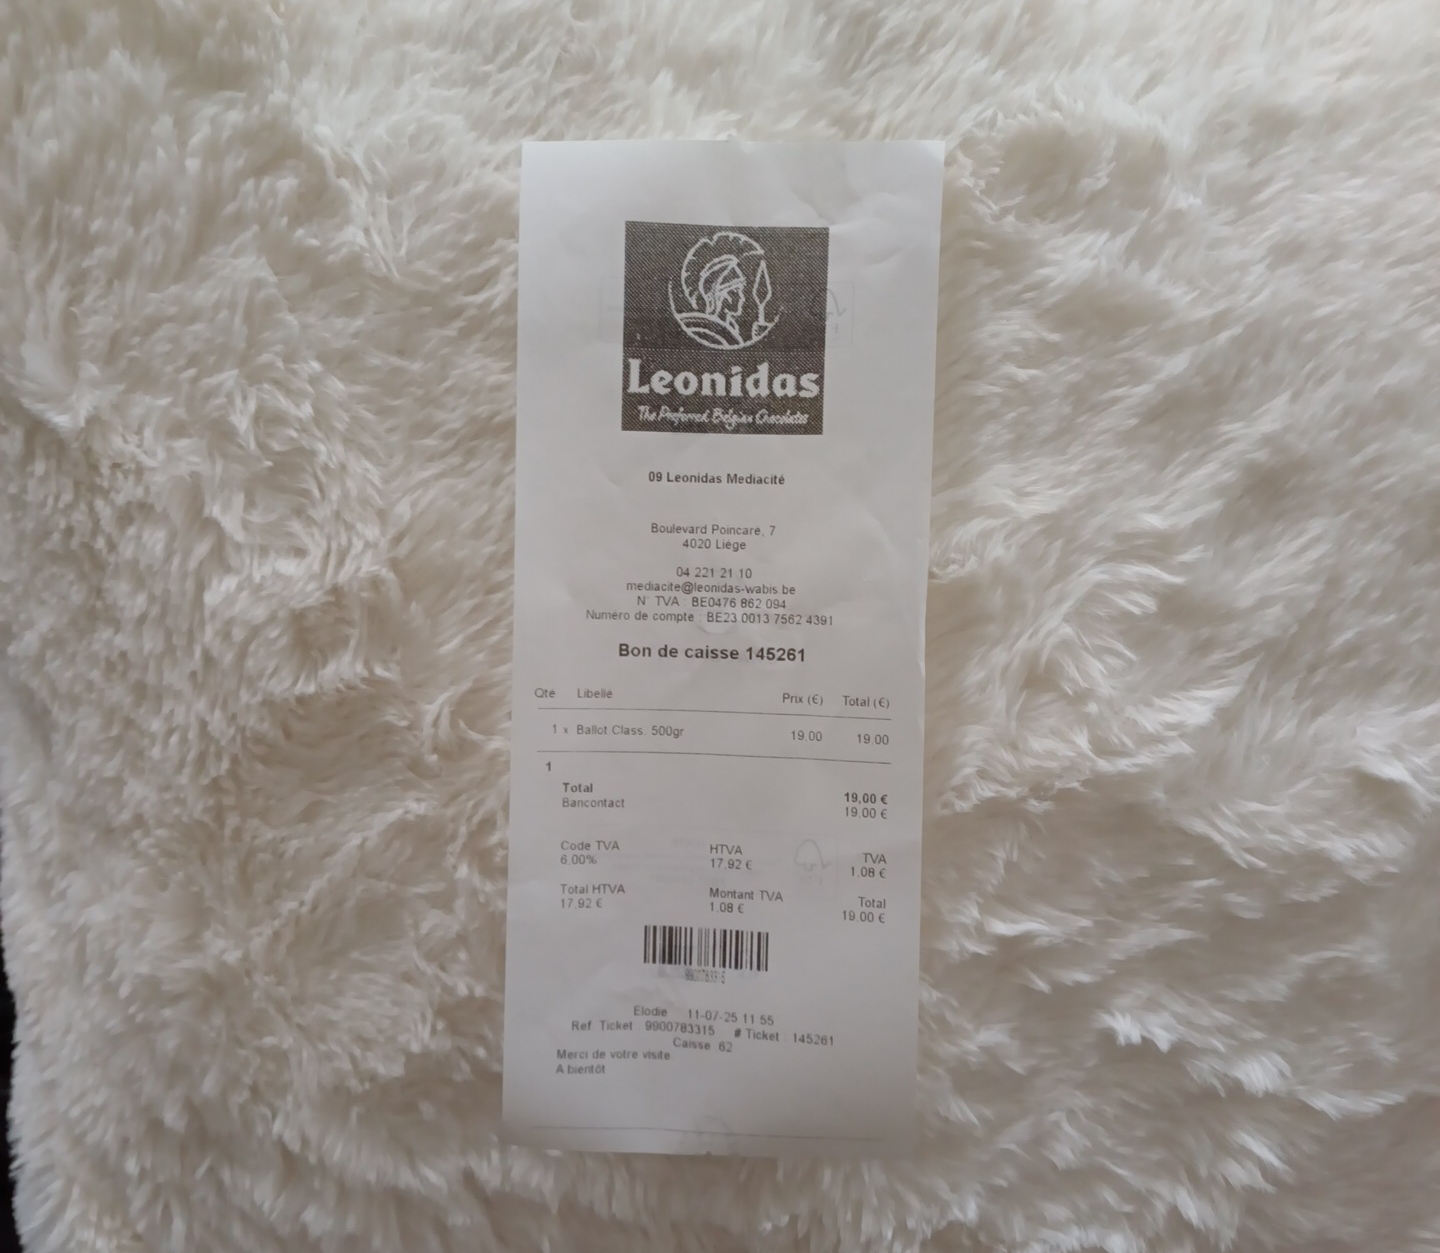 Leonidas
The Preferred Belgian Chocolates
09 Leonidas Mediacité
Boulevard Poincare, 7
4020 Liège
04 221 21 10
mediacite@leonidas-wabis.be
N° TVA : BE0476 862 094
Numéro de compte : BE23 0013 7562 4391
Bon de caisse 145261
Qté Libellé Prix (€) Total (€)
1 x Ballot Class. 500gr 19.00 19.00
1
Total 19,00 €
Bancontact 19.00 €
Code TVA HTVA TVA
6.00% 17.92 € 1.08 €
Total HTVA Montant TVA Total
17.92 € 1.08 € 19.00 €
Elodie 11-07-25 11:55
Ref Ticket : 9900783315 # Ticket : 145261
Caisse 62
Merci de votre visite
A bientôt